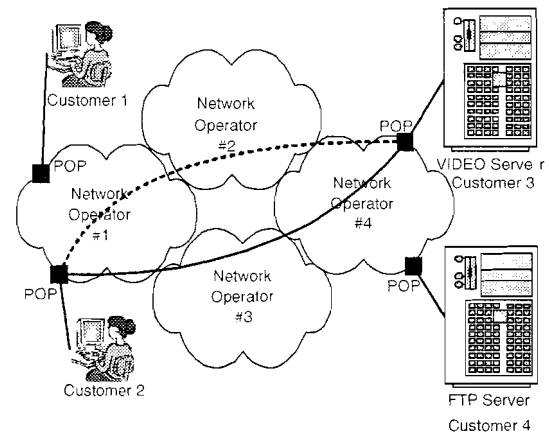 Customer 1
Network
Operator
#2
POP
POP
VIDEO Serve r
Customer 3
Network
Operator
#1
Network
Operator
#4
POP
Network
Operator
#3
POP
Customer 2
FTP Server
Customer 4